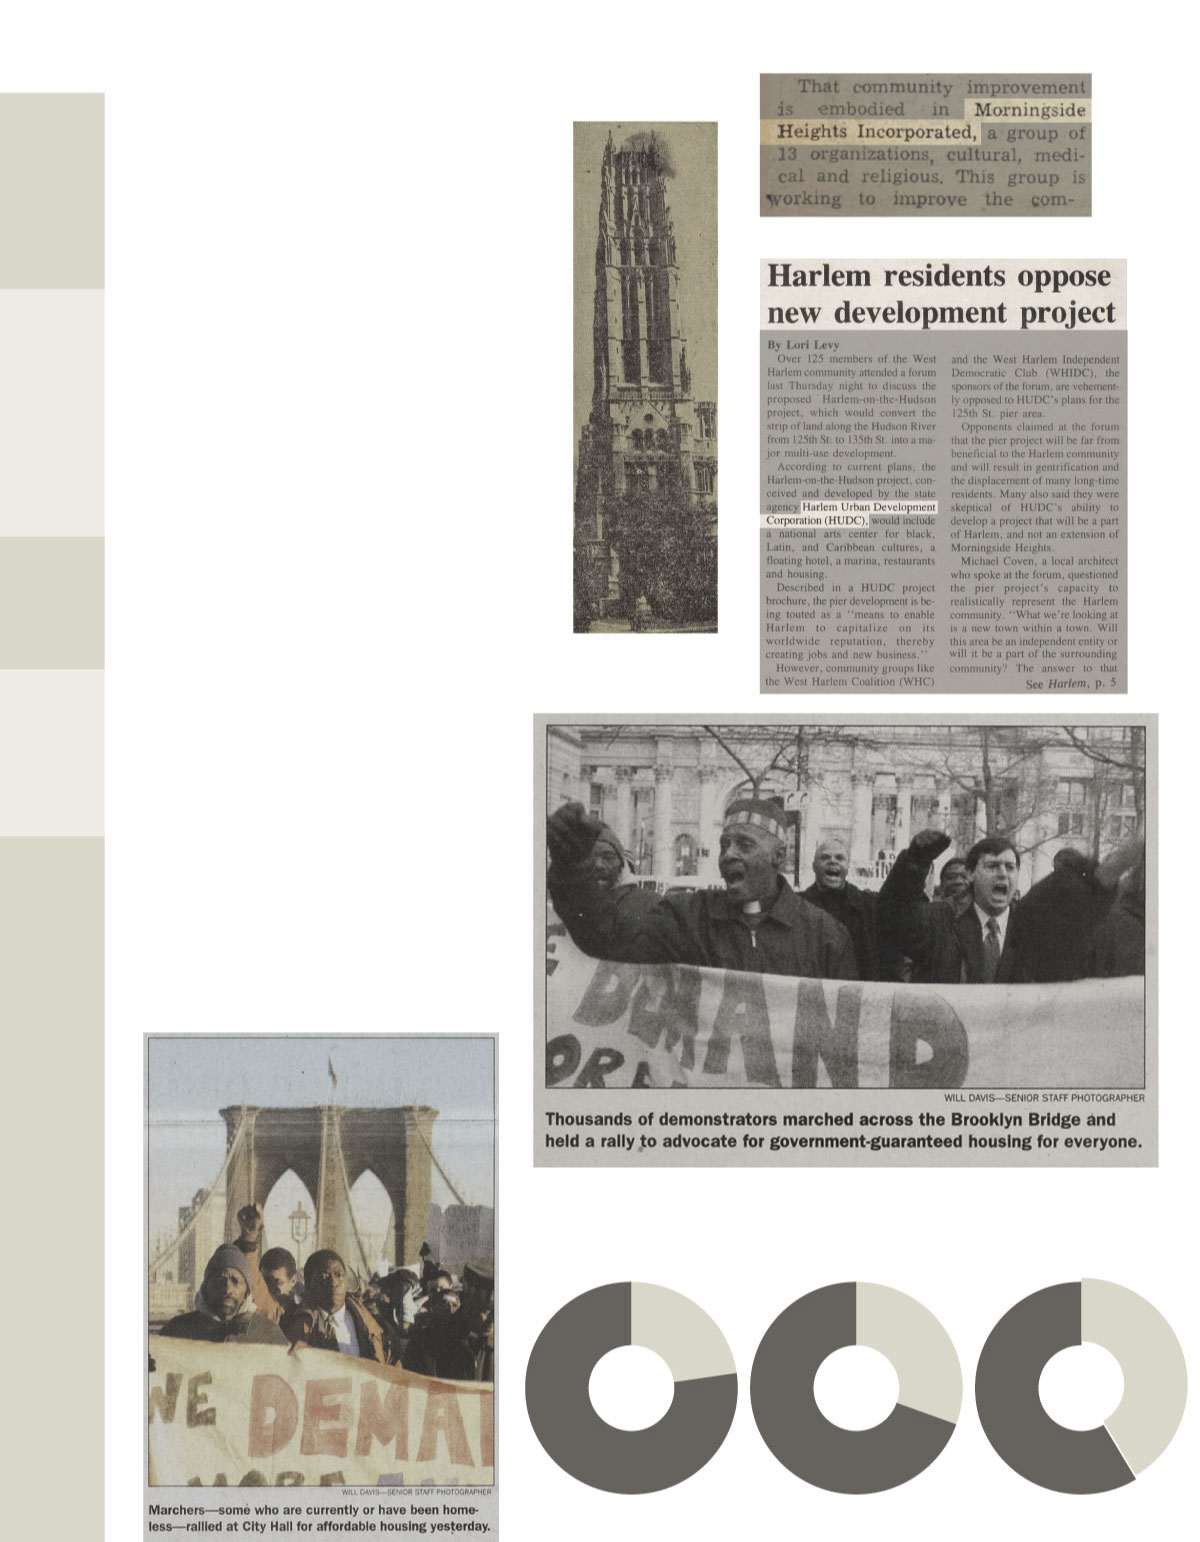 That community improvement
is embodied in Morningside
Heights Incorporated, a group of
13 organizations, cultural, medi-
cal and religious. This group is
working to improve the com-
Harlem residents oppose
new development project
By Lori Levy
Over 125 members of the West
Harlem community attended a forum
last Thursday night to discuss the
proposed Harlem-on-the-Hudson
project, which would convert the
strip of land along the Hudson River
from 125th St. to 135th St. into a ma-
jor multi-use development.
According to current plans, the
Harlem-on-the-Hudson project, con-
ceived and developed by the state
agency Harlem Urban Development
Corporation (HUDC), would include
a national arts center for black,
Latin, and Caribbean cultures, a
floating hotel, a marina, restaurants
and housing.
Described in a HUDC project
brochure, the pier development is be-
ing touted as a "means to enable
Harlem to capitalize on its
worldwide reputation, thereby
creating jobs and new business."
However, community groups like
the West Harlem Coalition (WHC)
and the West Harlem Independent
Democratic Club (WHIDC), the
sponsors of the forum, are vehement-
ly opposed to HUDC's plans for the
125th St. pier area.
Opponents claimed at the forum
that the pier project will be far from
beneficial to the Harlem community
and will result in gentrification and
the displacement of many long-time
residents. Many also said they were
skeptical of HUDC's ability to
develop a project that will be a part
of Harlem, and not an extension of
Morningside Heights.
Michael Coven, a local architect
who spoke at the forum, questioned
the pier project's capacity to
realistically represent the Harlem
community. "What we're looking at
is a new town within a town. Will
this area be an independent entity or
will it be a part of the surrounding
community? The answer to that
See Harlem, p. 5
DEMAND
WILL DAVIS—SENIOR STAFF PHOTOGRAPHER
Thousands of demonstrators marched across the Brooklyn Bridge and
held a rally to advocate for government-guaranteed housing for everyone.
WE DEMA
WILL DAVIS—SENIOR STAFF PHOTOGRAPHER
Marchers—some who are currently or have been home-
less—rallied at City Hall for affordable housing yesterday.